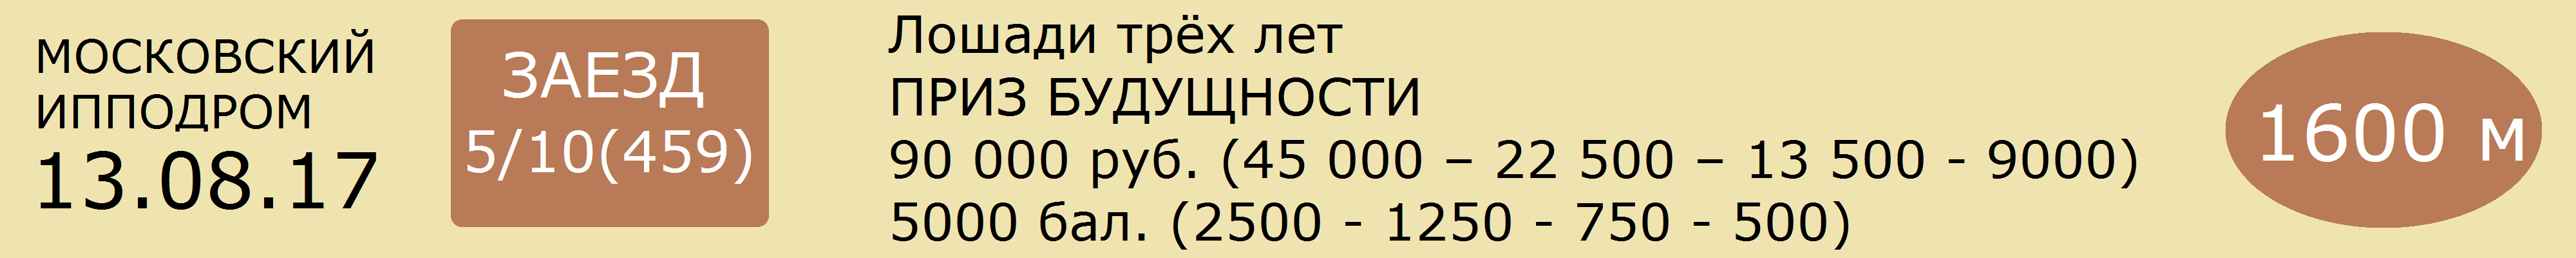 МОСКОВСКИЙ
ИППОДРОМ
13.08.17
ЗАЕЗД
5/10(459)
Лошади трёх лет
ПРИЗ БУДУЩНОСТИ
90 000 руб. (45 000 – 22 500 – 13 500 - 9000)
5000 бал. (2500 - 1250 - 750 - 500)
1600 м